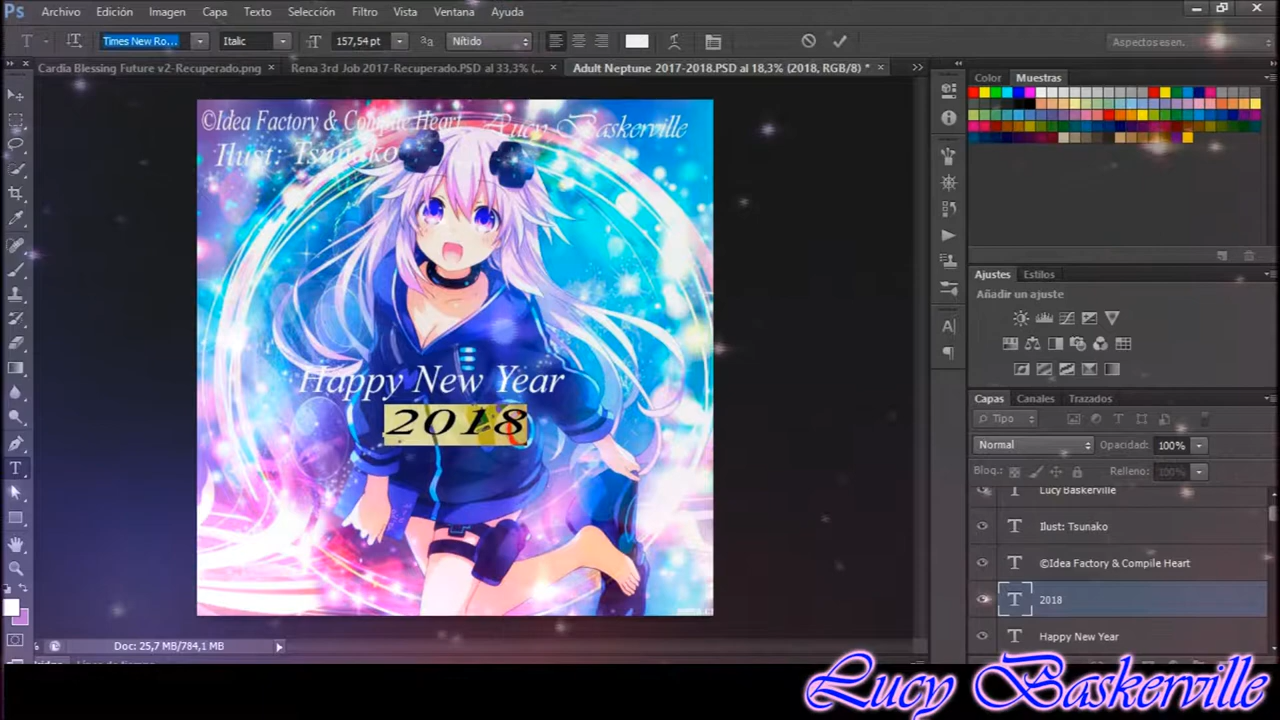 Ps Archivo Edición Imagen Capa Texto Selección Filtro Vista Ventana Ayuda
T Times New Ro... Italic 157,54 pt Nítido Aspectos esen.
Cardia Blessing Future v2-Recuperado.png × Rena 3rd Job 2017-Recuperado.PSD al 33,3% (... × Adult Neptune 2017-2018.PSD al 18,3% (2018, RGB/8) * ×
Color Muestras
©Idea Factory & Compile Heart
Lucy Baskerville
Ilust: Tsunako
Ajustes Estilos
Añadir un ajuste
Happy New Year
2018
Capas Canales Trazados
Tipo
Normal Opacidad: 100%
Bloq.: Relleno: 100%
Lucy Baskerville
Ilust: Tsunako
©Idea Factory & Compile Heart
2018
Happy New Year
% Doc: 25,7 MB/784,1 MB
Lucy Baskerville